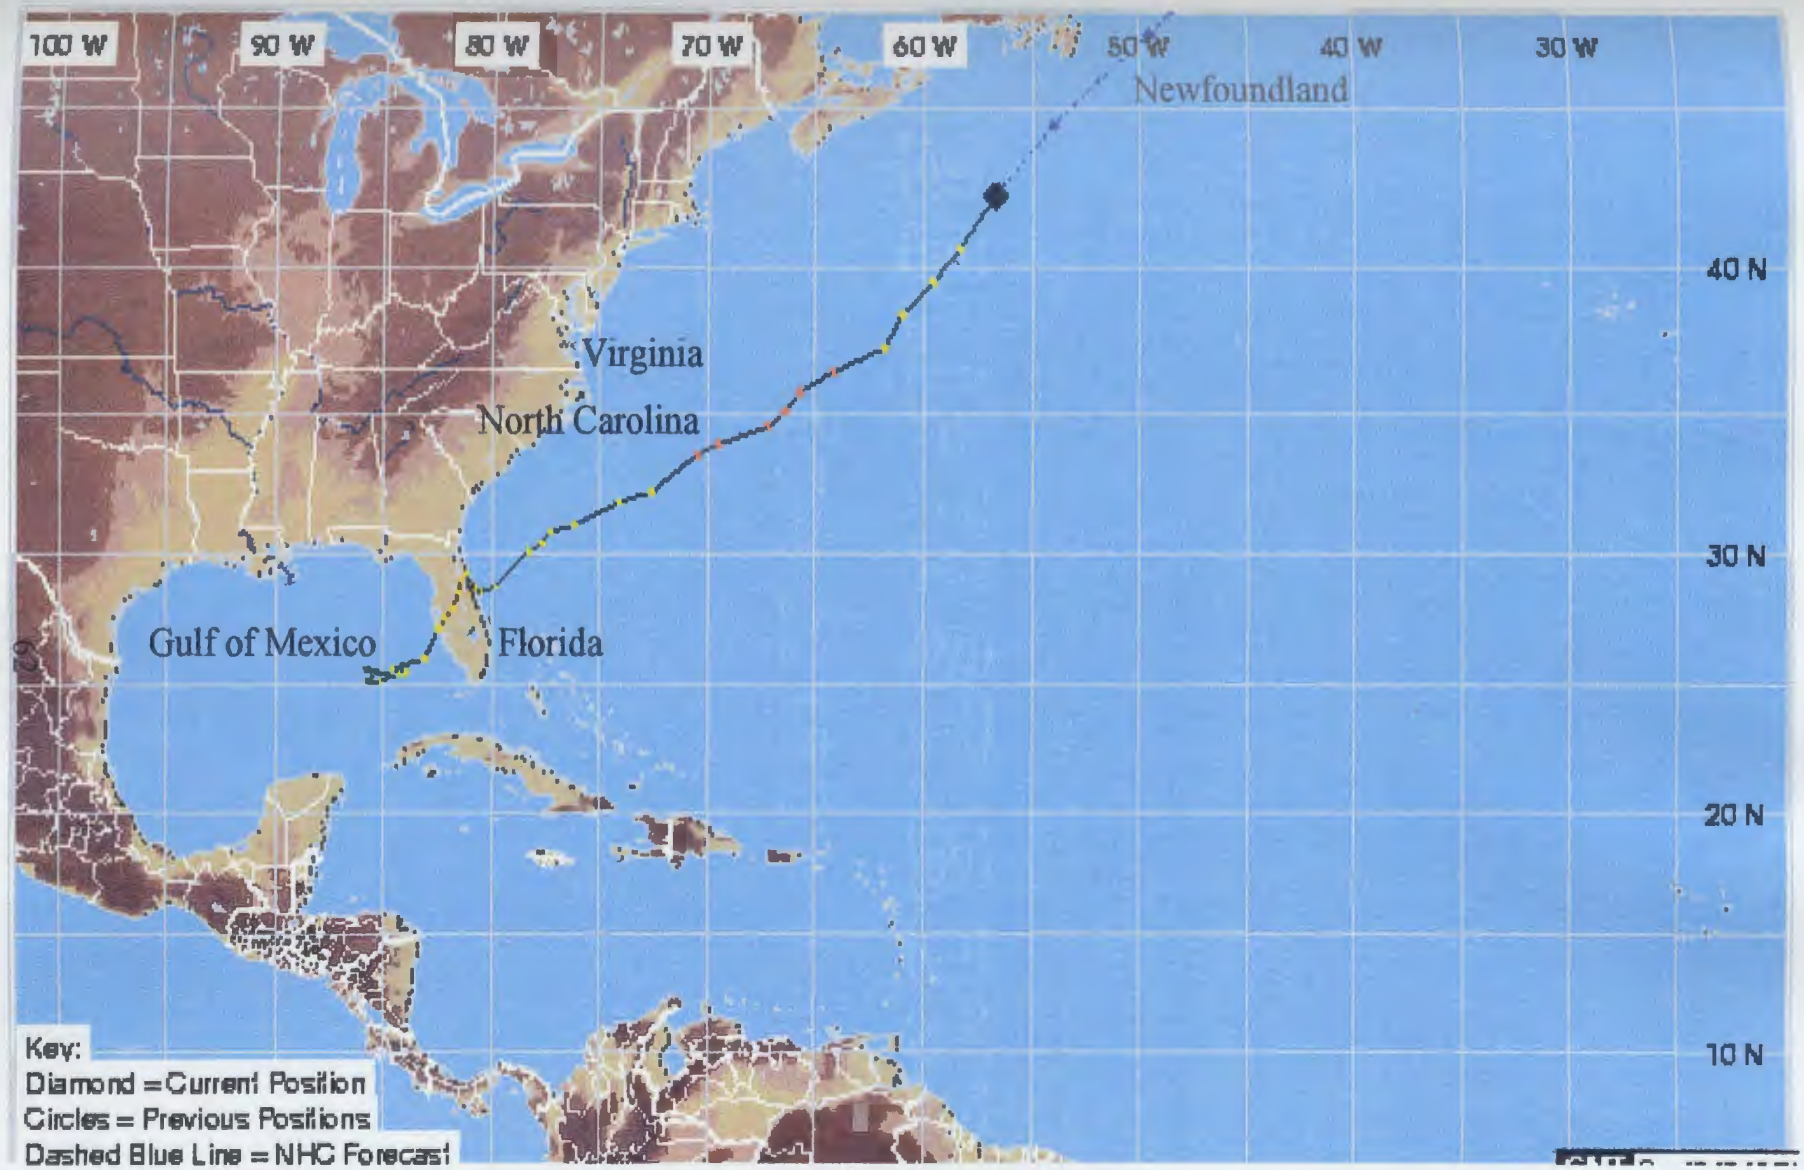 100 W 90 W 80 W 70 W 60 W 50 W 40 W 30 W
Newfoundland
40 N
Virginia
North Carolina
30 N
Gulf of Mexico Florida
20 N
Key:
10 N
Diamond = Current Position
Circles = Previous Positions
Dashed Blue Line = NHC Forecast